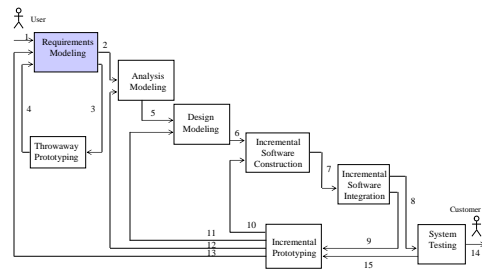 User
1
Requirements
Modeling
2
Analysis
Modeling
4
3
5
Design
Modeling
6
Throwaway
Prototyping
Incremental
Software
Construction
7
Incremental
Software
Integration
8
Customer
10
11
12
13
Incremental
Prototyping
9
15
System
Testing
14